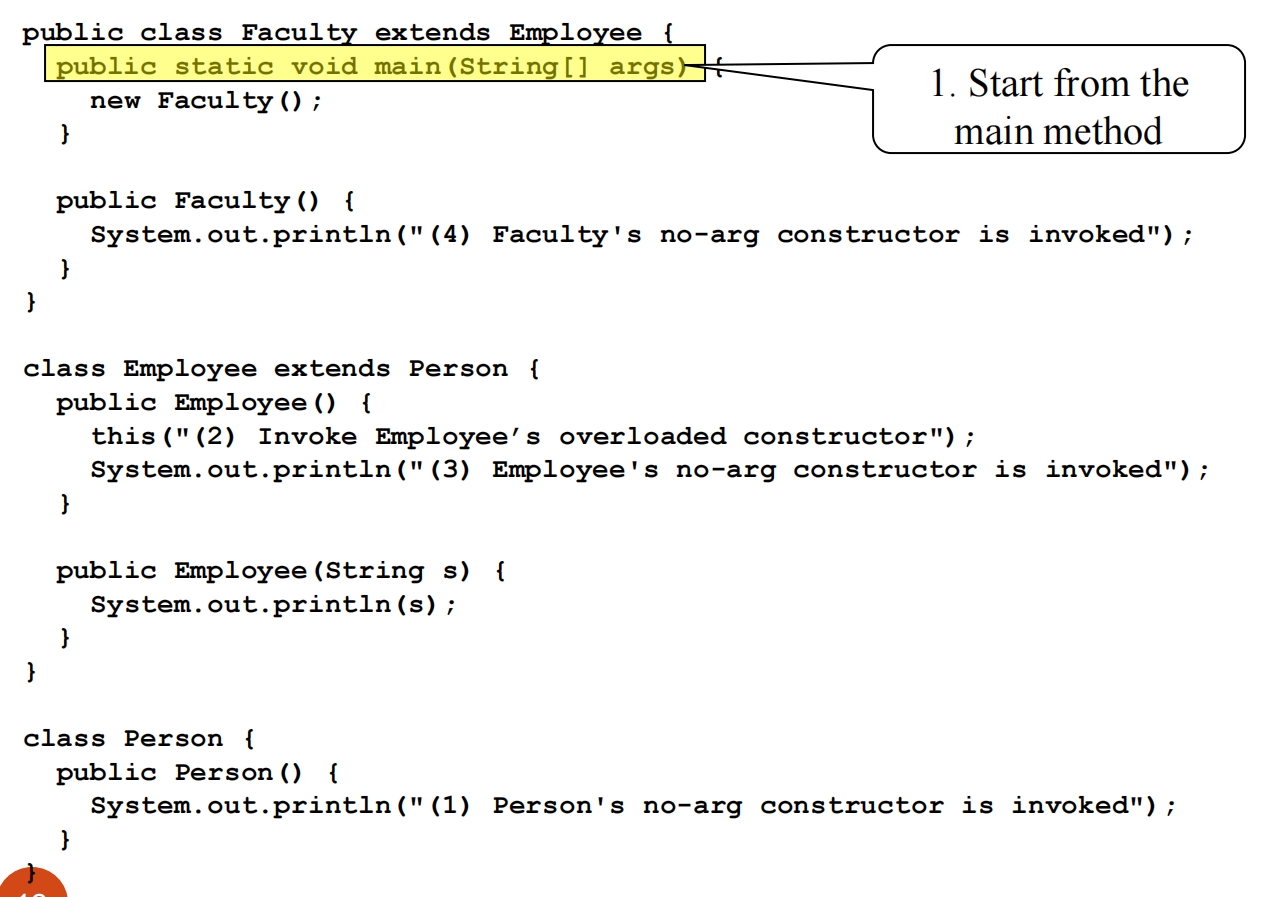 public class Faculty extends Employee {
public static void main(String[] args) {
new Faculty();
}
1. Start from the
main method
public Faculty() {
System.out.println("(4) Faculty's no-arg constructor is invoked");
}
}
class Employee extends Person {
public Employee() {
this("(2) Invoke Employee’s overloaded constructor");
System.out.println("(3) Employee's no-arg constructor is invoked");
}
public Employee(String s) {
System.out.println(s);
}
}
class Person {
public Person() {
System.out.println("(1) Person's no-arg constructor is invoked");
}
}